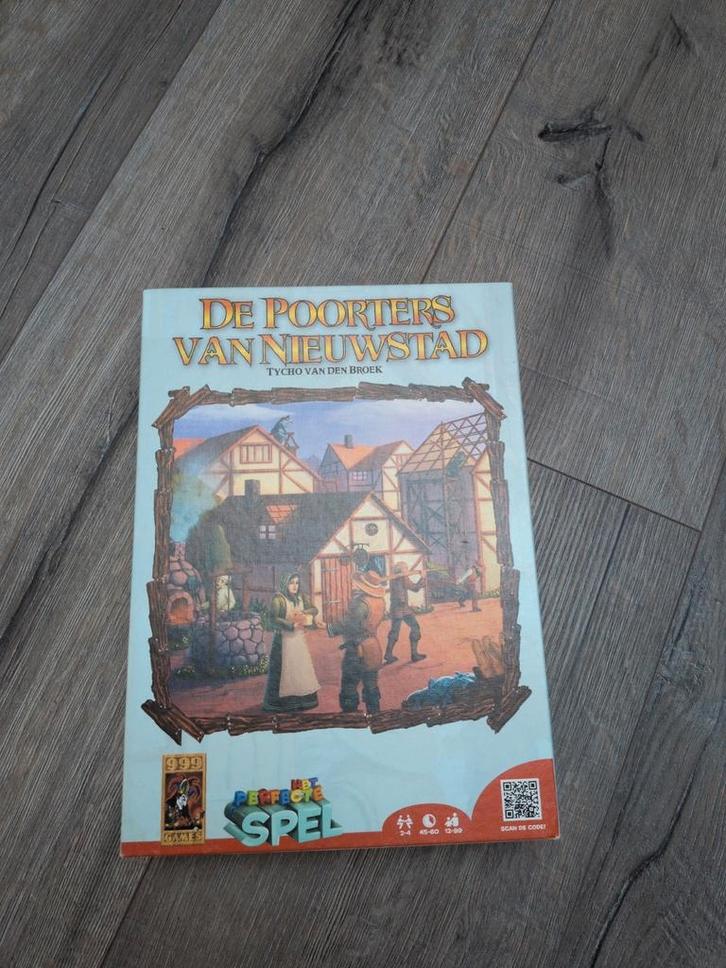 DE POORTERS
VAN NIEUWSTAD
TYCHO VAN DEN BROEK
999
GAMES
HET
PERFECTE
SPEL
2-4
45-60
12-99
SCAN DE CODE!